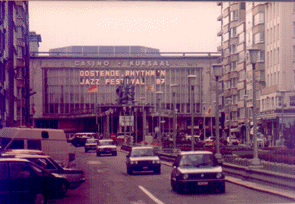 CASINO - KURSAAL
OOSTENDE RHYTHM'N
JAZZ FESTIVAL 87